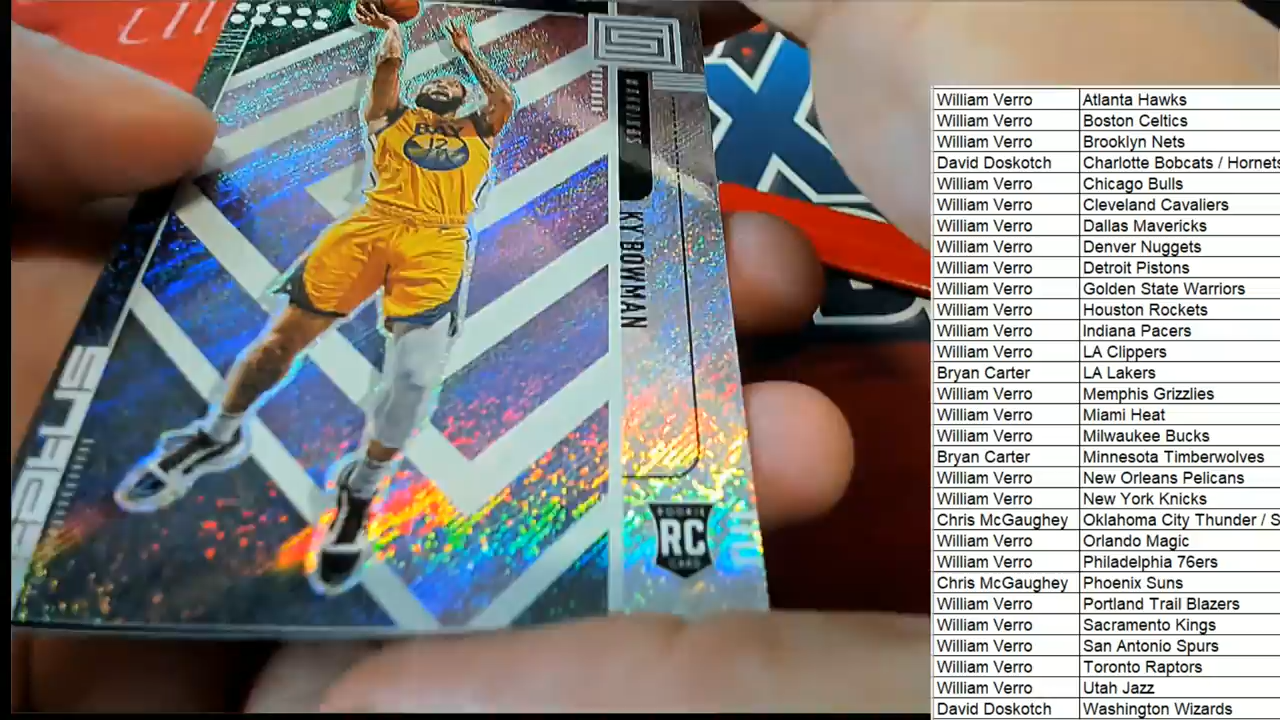 BAY
12
WARRIORS
KY BOWMAN
STATUS
ROOKIE
RC
CARD
William Verro Atlanta Hawks
William Verro Boston Celtics
William Verro Brooklyn Nets
David Doskotch Charlotte Bobcats / Hornets
William Verro Chicago Bulls
William Verro Cleveland Cavaliers
William Verro Dallas Mavericks
William Verro Denver Nuggets
William Verro Detroit Pistons
William Verro Golden State Warriors
William Verro Houston Rockets
William Verro Indiana Pacers
William Verro LA Clippers
Bryan Carter LA Lakers
William Verro Memphis Grizzlies
William Verro Miami Heat
William Verro Milwaukee Bucks
Bryan Carter Minnesota Timberwolves
William Verro New Orleans Pelicans
William Verro New York Knicks
Chris McGaughey Oklahoma City Thunder / S
William Verro Orlando Magic
William Verro Philadelphia 76ers
Chris McGaughey Phoenix Suns
William Verro Portland Trail Blazers
William Verro Sacramento Kings
William Verro San Antonio Spurs
William Verro Toronto Raptors
William Verro Utah Jazz
David Doskotch Washington Wizards